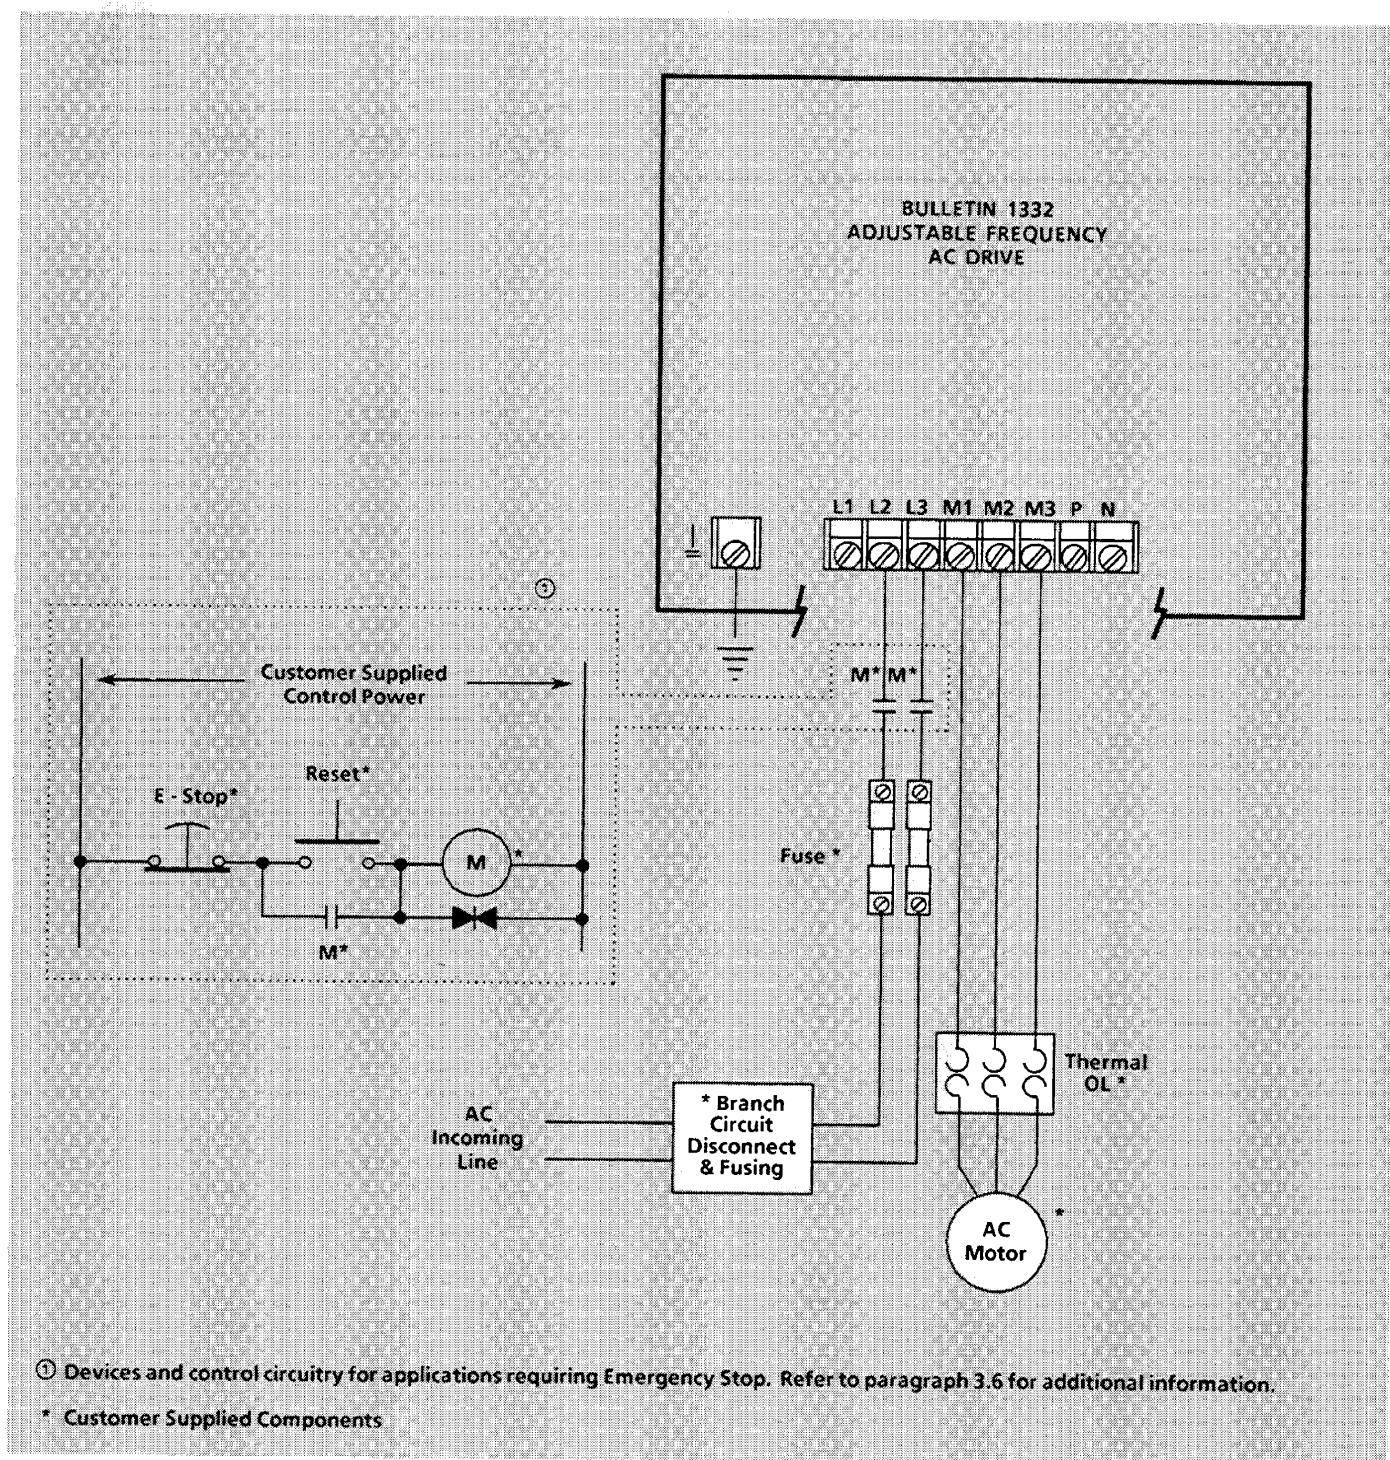 BULLETIN 1332
ADJUSTABLE FREQUENCY
AC DRIVE
L1 L2 L3 M1 M2 M3 P N
①
Customer Supplied
Control Power
M* M*
Reset*
E - Stop*
M *
Fuse *
M*
Thermal
OL *
AC
Incoming
Line
* Branch
Circuit
Disconnect
& Fusing
AC
Motor
*
① Devices and control circuitry for applications requiring Emergency Stop. Refer to paragraph 3.6 for additional information.
* Customer Supplied Components